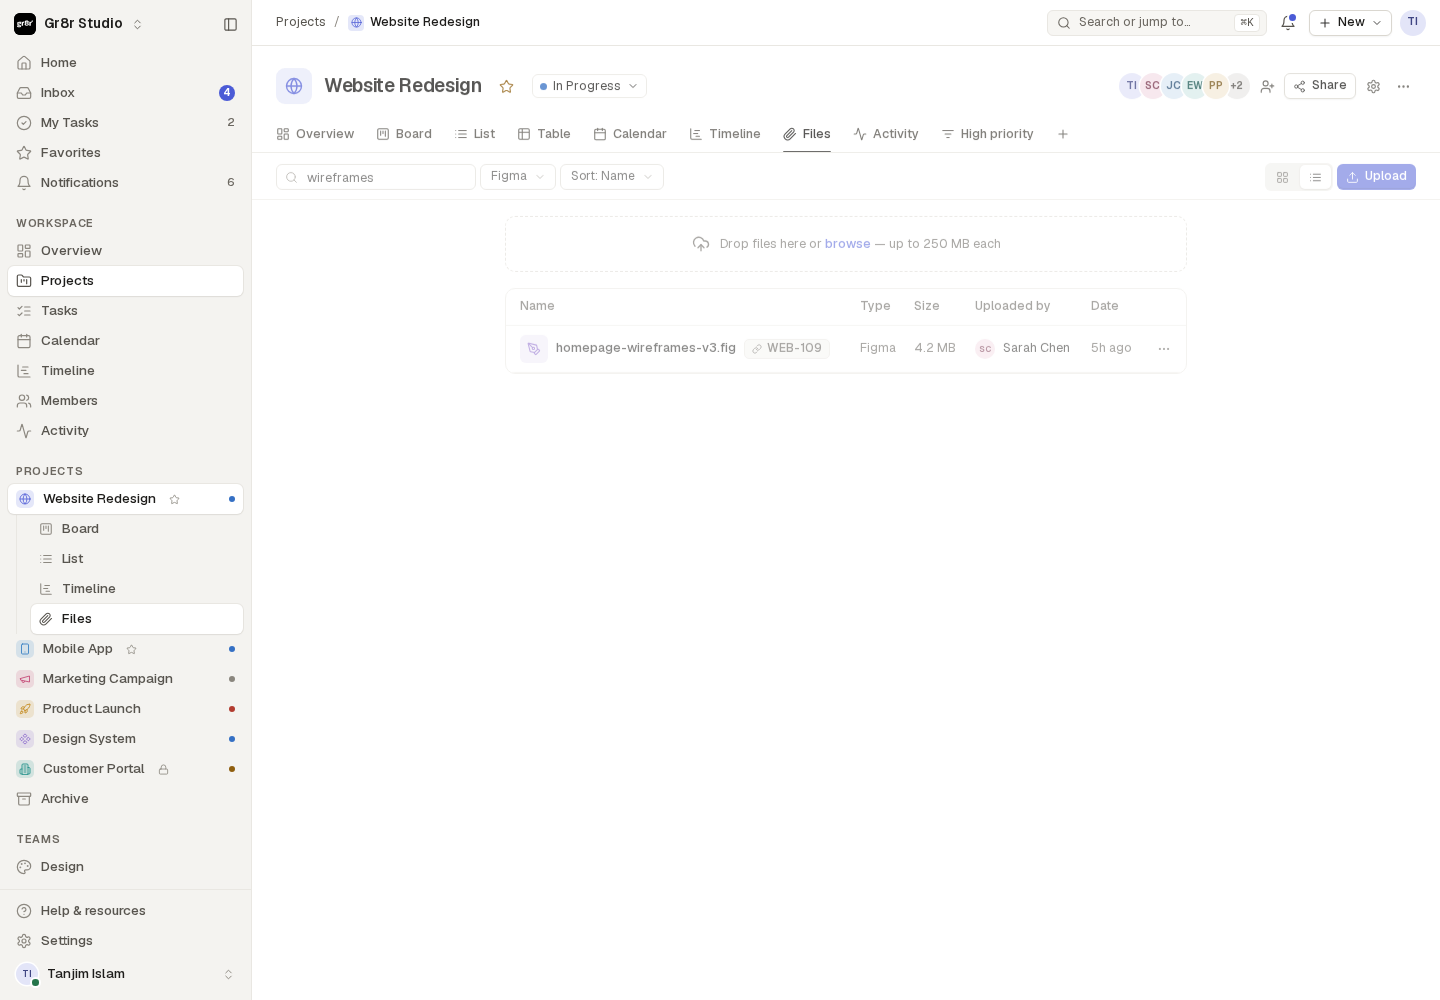 gr8r Gr8r Studio
Home
Inbox 4
My Tasks 2
Favorites
Notifications 6
WORKSPACE
Overview
Projects
Tasks
Calendar
Timeline
Members
Activity
PROJECTS
Website Redesign
Board
List
Timeline
Files
Mobile App
Marketing Campaign
Product Launch
Design System
Customer Portal
Archive
TEAMS
Design
Help & resources
Settings
TI Tanjim Islam
Projects / Website Redesign
Search or jump to... ⌘K New TI
Website Redesign In Progress TI SC JC EW PP +2 Share
Overview Board List Table Calendar Timeline Files Activity High priority
wireframes Figma Sort: Name Upload
Drop files here or browse — up to 250 MB each
Name Type Size Uploaded by Date
homepage-wireframes-v3.fig WEB-109 Figma 4.2 MB SC Sarah Chen 5h ago